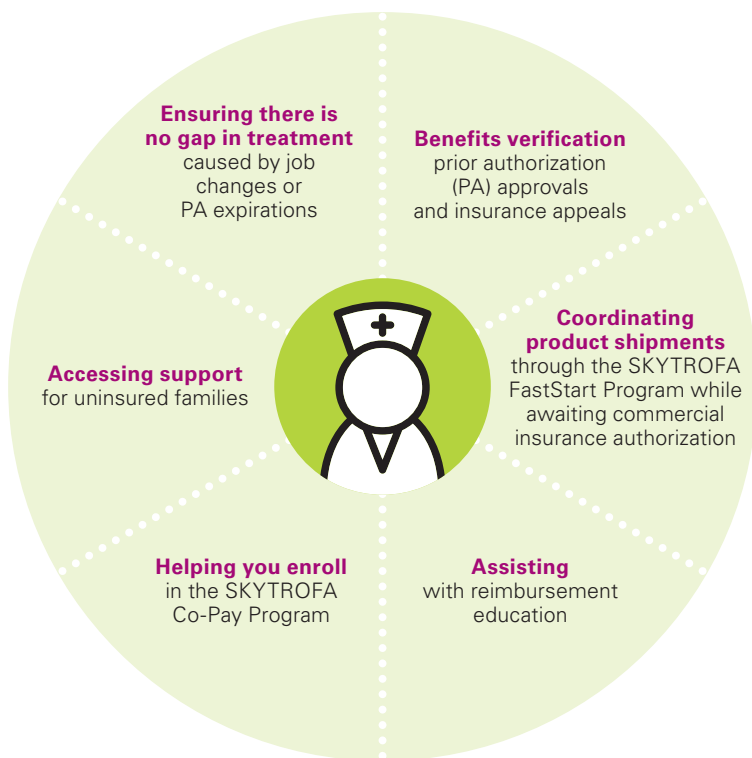 Ensuring there is
no gap in treatment
caused by job
changes or
PA expirations
Benefits verification
prior authorization
(PA) approvals
and insurance appeals
Coordinating
product shipments
through the SKYTROFA
FastStart Program while
awaiting commercial
insurance authorization
Accessing support
for uninsured families
Helping you enroll
in the SKYTROFA
Co-Pay Program
Assisting
with reimbursement
education